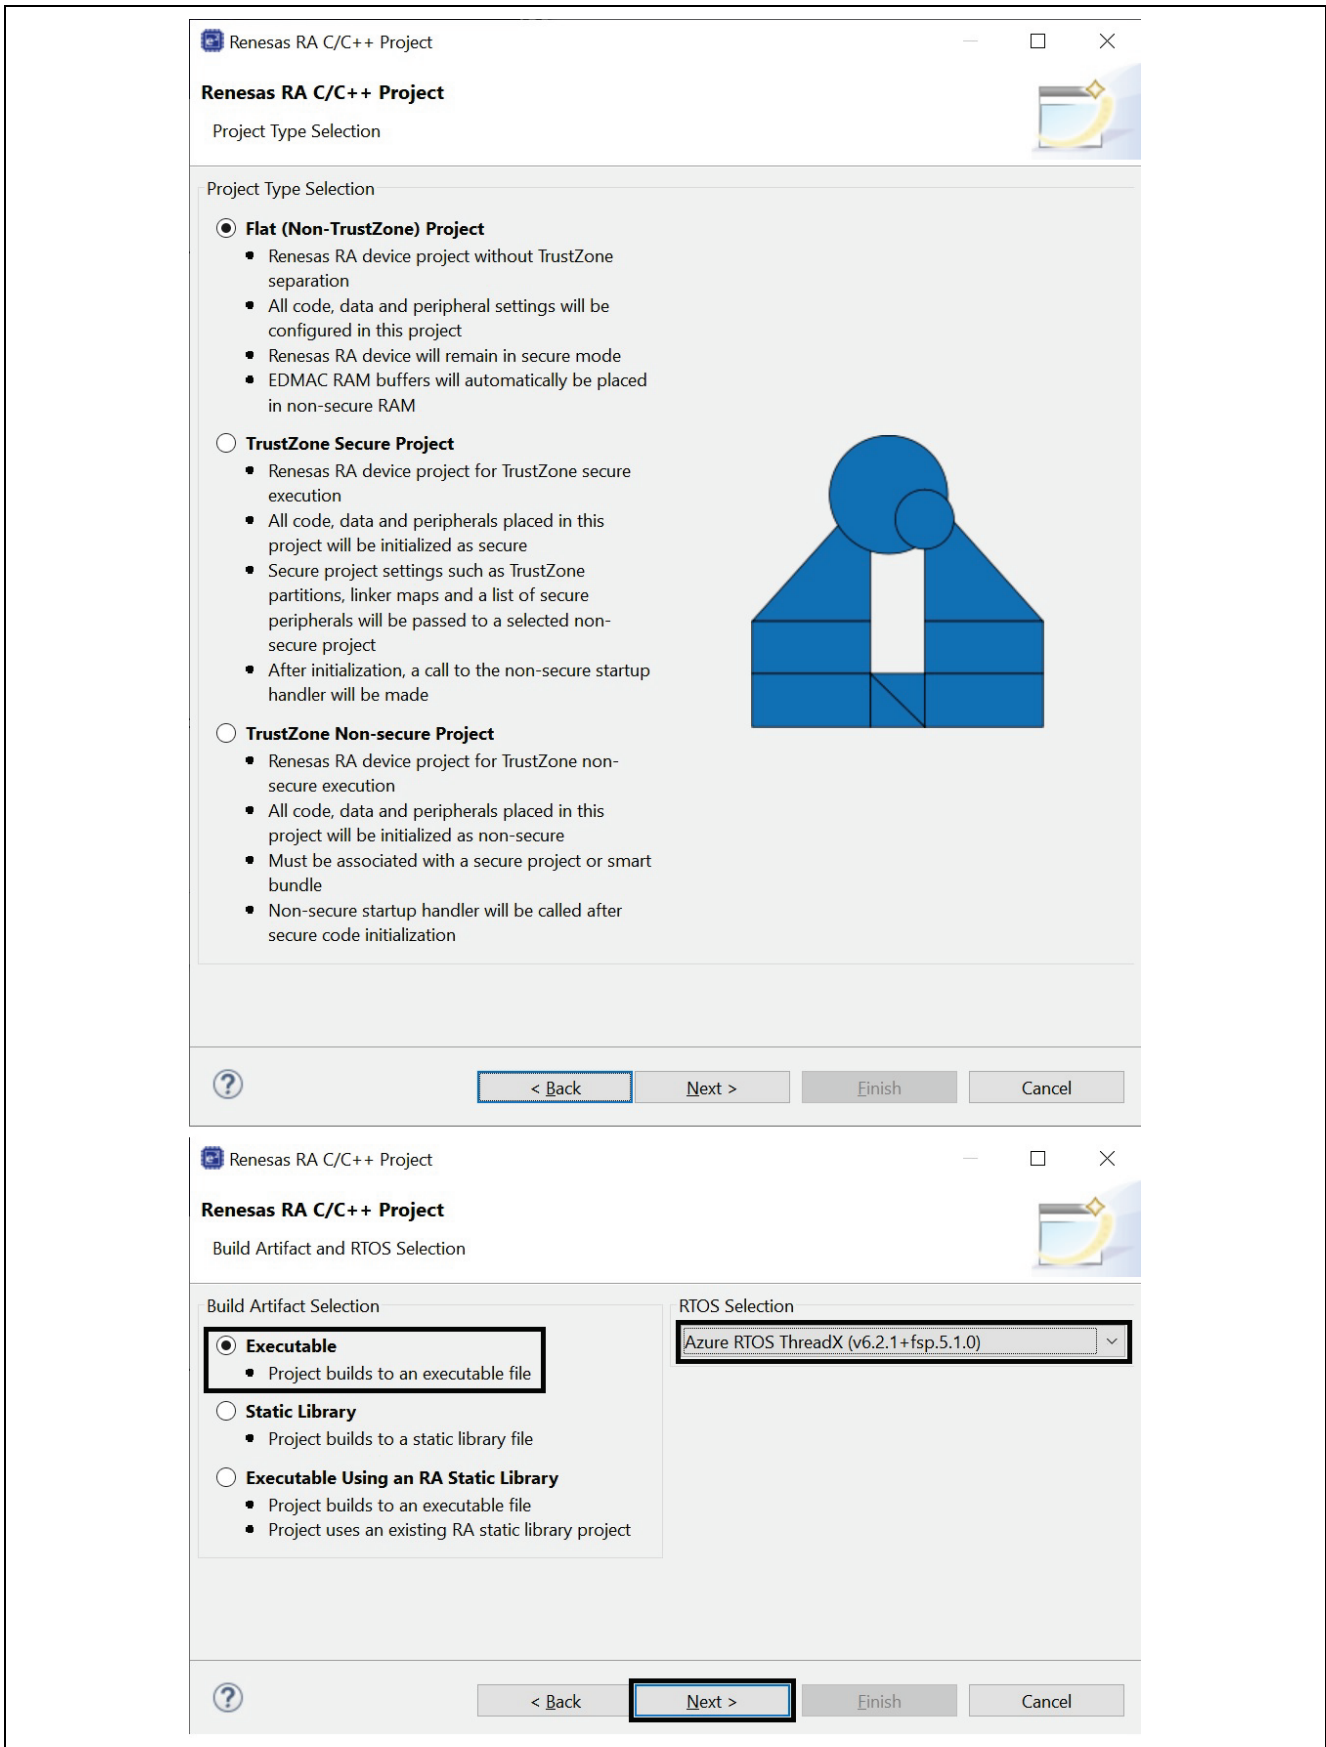 Renesas RA C/C++ Project
Renesas RA C/C++ Project
Project Type Selection
Project Type Selection
Flat (Non-TrustZone) Project
• Renesas RA device project without TrustZone
separation
• All code, data and peripheral settings will be
configured in this project
• Renesas RA device will remain in secure mode
• EDMAC RAM buffers will automatically be placed
in non-secure RAM
TrustZone Secure Project
• Renesas RA device project for TrustZone secure
execution
• All code, data and peripherals placed in this
project will be initialized as secure
• Secure project settings such as TrustZone
partitions, linker maps and a list of secure
peripherals will be passed to a selected non-
secure project
• After initialization, a call to the non-secure startup
handler will be made
TrustZone Non-secure Project
• Renesas RA device project for TrustZone non-
secure execution
• All code, data and peripherals placed in this
project will be initialized as non-secure
• Must be associated with a secure project or smart
bundle
• Non-secure startup handler will be called after
secure code initialization
?
< Back Next > Finish Cancel
Renesas RA C/C++ Project
Renesas RA C/C++ Project
Build Artifact and RTOS Selection
Build Artifact Selection
Executable
• Project builds to an executable file
Static Library
• Project builds to a static library file
Executable Using an RA Static Library
• Project builds to an executable file
• Project uses an existing RA static library project
RTOS Selection
Azure RTOS ThreadX (v6.2.1+fsp.5.1.0)
?
< Back Next > Finish Cancel